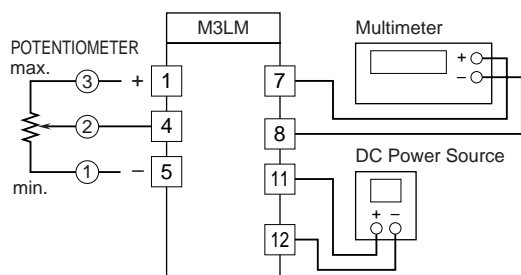 M3LM
POTENTIOMETER
max.
3 + 1
2 4
1 – 5
min.
7
8
11
12
Multimeter
+
–
DC Power Source
+ –